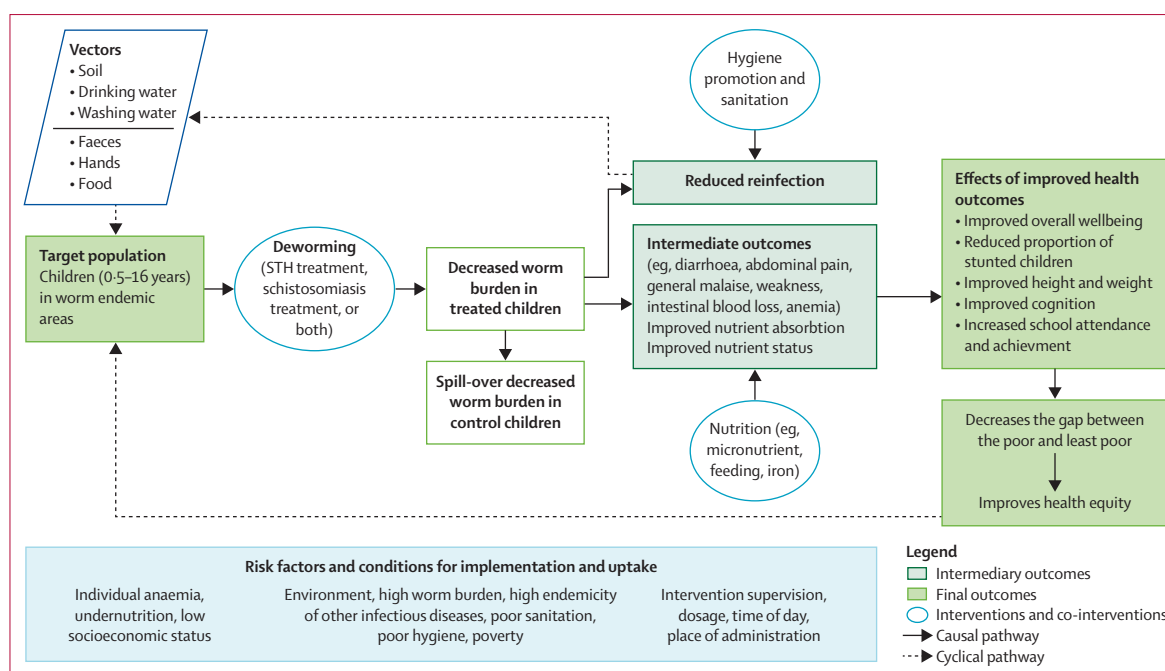 Vectors
• Soil
• Drinking water
• Washing water
• Faeces
• Hands
• Food
Target population
Children (0·5–16 years)
in worm endemic
areas
Deworming
(STH treatment,
schistosomiasis
treatment, or
both)
Decreased worm
burden in
treated children
Spill-over decreased
worm burden in
control children
Hygiene
promotion and
sanitation
Reduced reinfection
Intermediate outcomes
(eg, diarrhoea, abdominal pain,
general malaise, weakness,
intestinal blood loss, anemia)
Improved nutrient absorbtion
Improved nutrient status
Nutrition (eg,
micronutrient,
feeding, iron)
Effects of improved health
outcomes
• Improved overall wellbeing
• Reduced proportion of
stunted children
• Improved height and weight
• Improved cognition
• Increased school attendance
and achievment
Decreases the gap between
the poor and least poor
Improves health equity
Risk factors and conditions for implementation and uptake
Individual anaemia,
undernutrition, low
socioeconomic status
Environment, high worm burden, high endemicity
of other infectious diseases, poor sanitation,
poor hygiene, poverty
Intervention supervision,
dosage, time of day,
place of administration
Legend
Intermediary outcomes
Final outcomes
Interventions and co-interventions
Causal pathway
Cyclical pathway